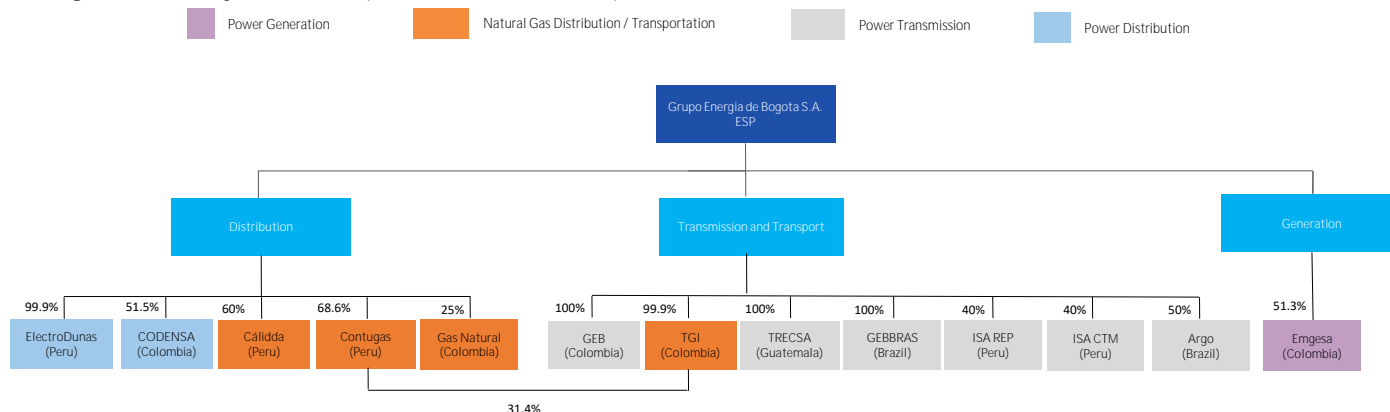 Power Generation
Natural Gas Distribution / Transportation
Power Transmission
Power Distribution
Grupo Energia de Bogota S.A.
ESP
Distribution
Transmission and Transport
Generation
99.9%
51.5%
60%
68.6%
25%
100%
99.9%
100%
100%
40%
40%
50%
51.3%
ElectroDunas
(Peru)
CODENSA
(Colombia)
Cálidda
(Peru)
Contugas
(Peru)
Gas Natural
(Colombia)
GEB
(Colombia)
TGI
(Colombia)
TRECSA
(Guatemala)
GEBBRAS
(Brazil)
ISA REP
(Peru)
ISA CTM
(Peru)
Argo
(Brazil)
Emgesa
(Colombia)
31.4%